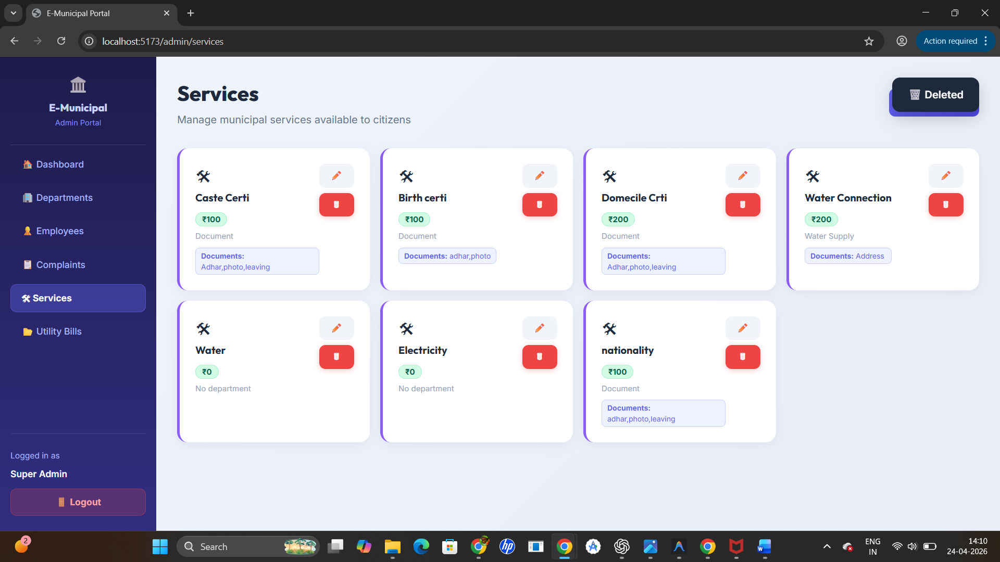 E-Municipal Portal
localhost:5173/admin/services
Action required
E-Municipal
Admin Portal
Dashboard
Departments
Employees
Complaints
Services
Utility Bills
Logged in as
Super Admin
Logout
Services
Manage municipal services available to citizens
Deleted
Caste Certi
₹100
Document
Documents:
Adhar,photo,leaving
Birth certi
₹100
Document
Documents: adhar,photo
Domecile Crti
₹200
Document
Documents:
Adhar,photo,leaving
Water Connection
₹200
Water Supply
Documents: Address
Water
₹0
No department
Electricity
₹0
No department
nationality
₹100
Document
Documents:
adhar,photo,leaving
2
Search
hp
W
ENG
IN
14:10
24-04-2026